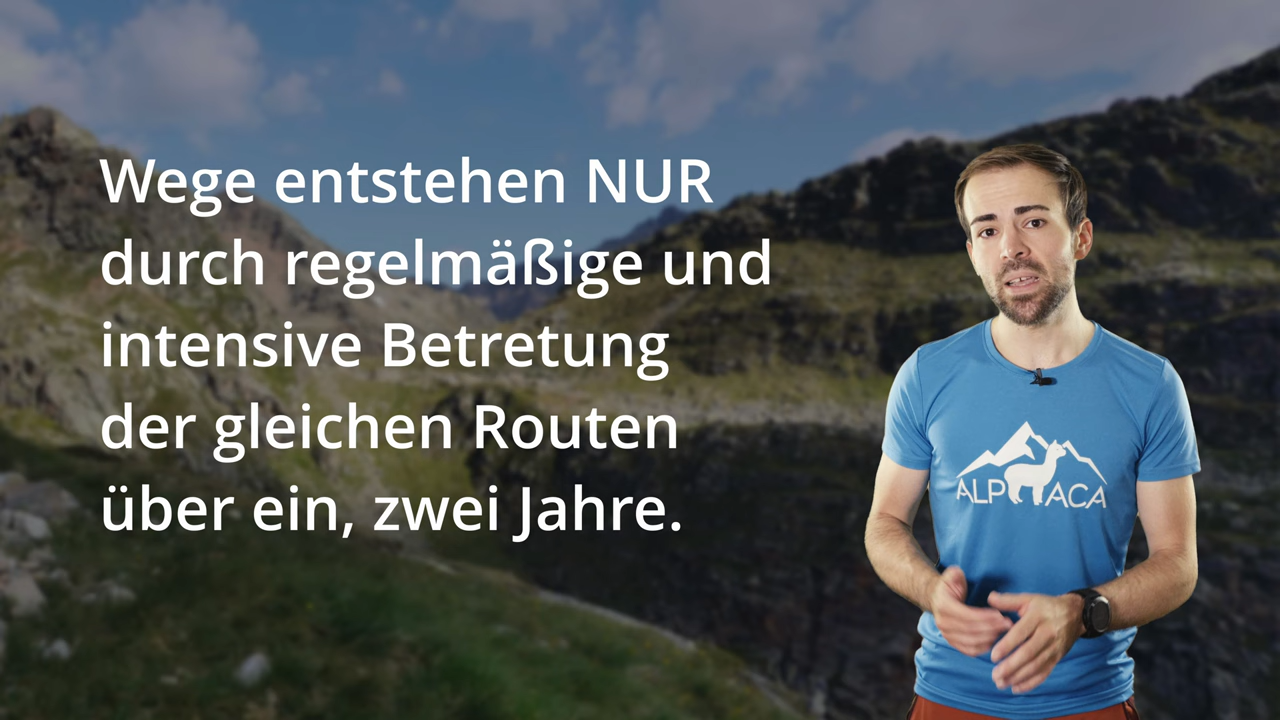 Wege entstehen NUR
durch regelmäßige und
intensive Betretung
der gleichen Routen
über ein, zwei Jahre.
ALPACA